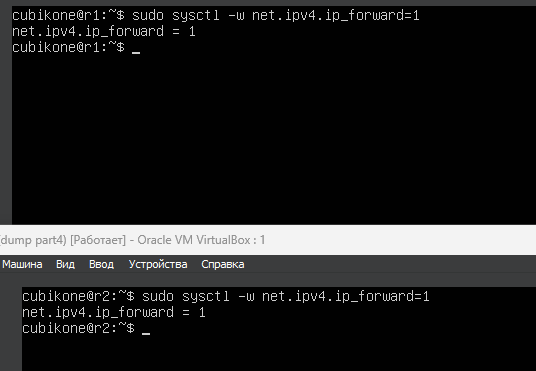 cubikone@r1:~$ sudo sysctl -w net.ipv4.ip_forward=1
net.ipv4.ip_forward = 1
cubikone@r1:~$ _
(dump part4) [Работает] - Oracle VM VirtualBox : 1
Машина Вид Ввод Устройства Справка
cubikone@r2:~$ sudo sysctl -w net.ipv4.ip_forward=1
net.ipv4.ip_forward = 1
cubikone@r2:~$ _